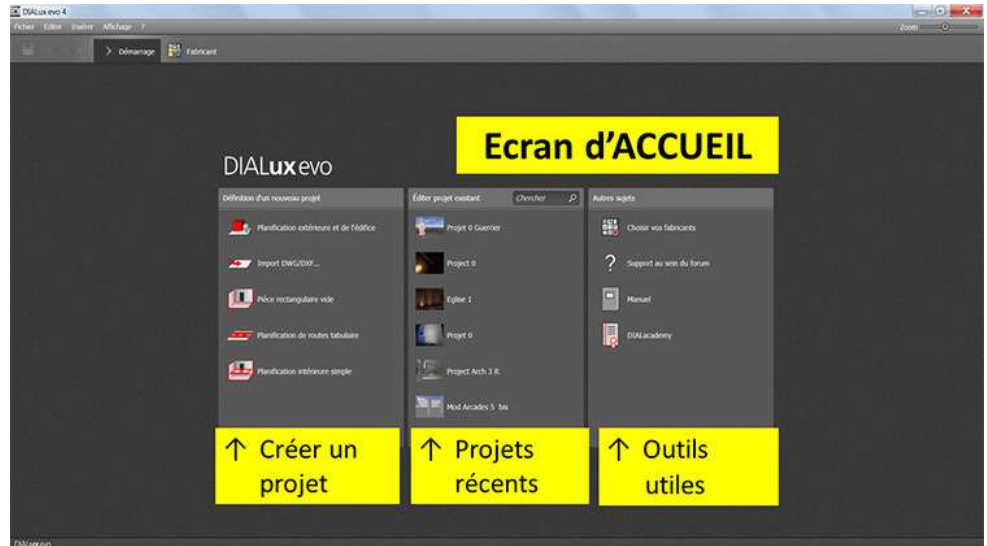 DIALux evo 4
Fichier Editer Insérer Affichage ?
Zoom
Démarrage
Fabricant
Ecran d'ACCUEIL
DIALux evo
Définition d'un nouveau projet
Planification extérieure et de l'édifice
Import DWG/DXF...
Pièce rectangulaire vide
Planification de routes tabulaire
Planification intérieure simple
Éditer projet existant
Chercher
Projet 0 Guerrier
Project 0
Eglise 1
Projet 0
Project Arch 3 R
Mod Arcades 5 bis
Autres sujets
Choisir vos fabricants
Support au sein du forum
Manuel
DIALacademy
↑ Créer un
projet
↑ Projets
récents
↑ Outils
utiles
DIALux evo